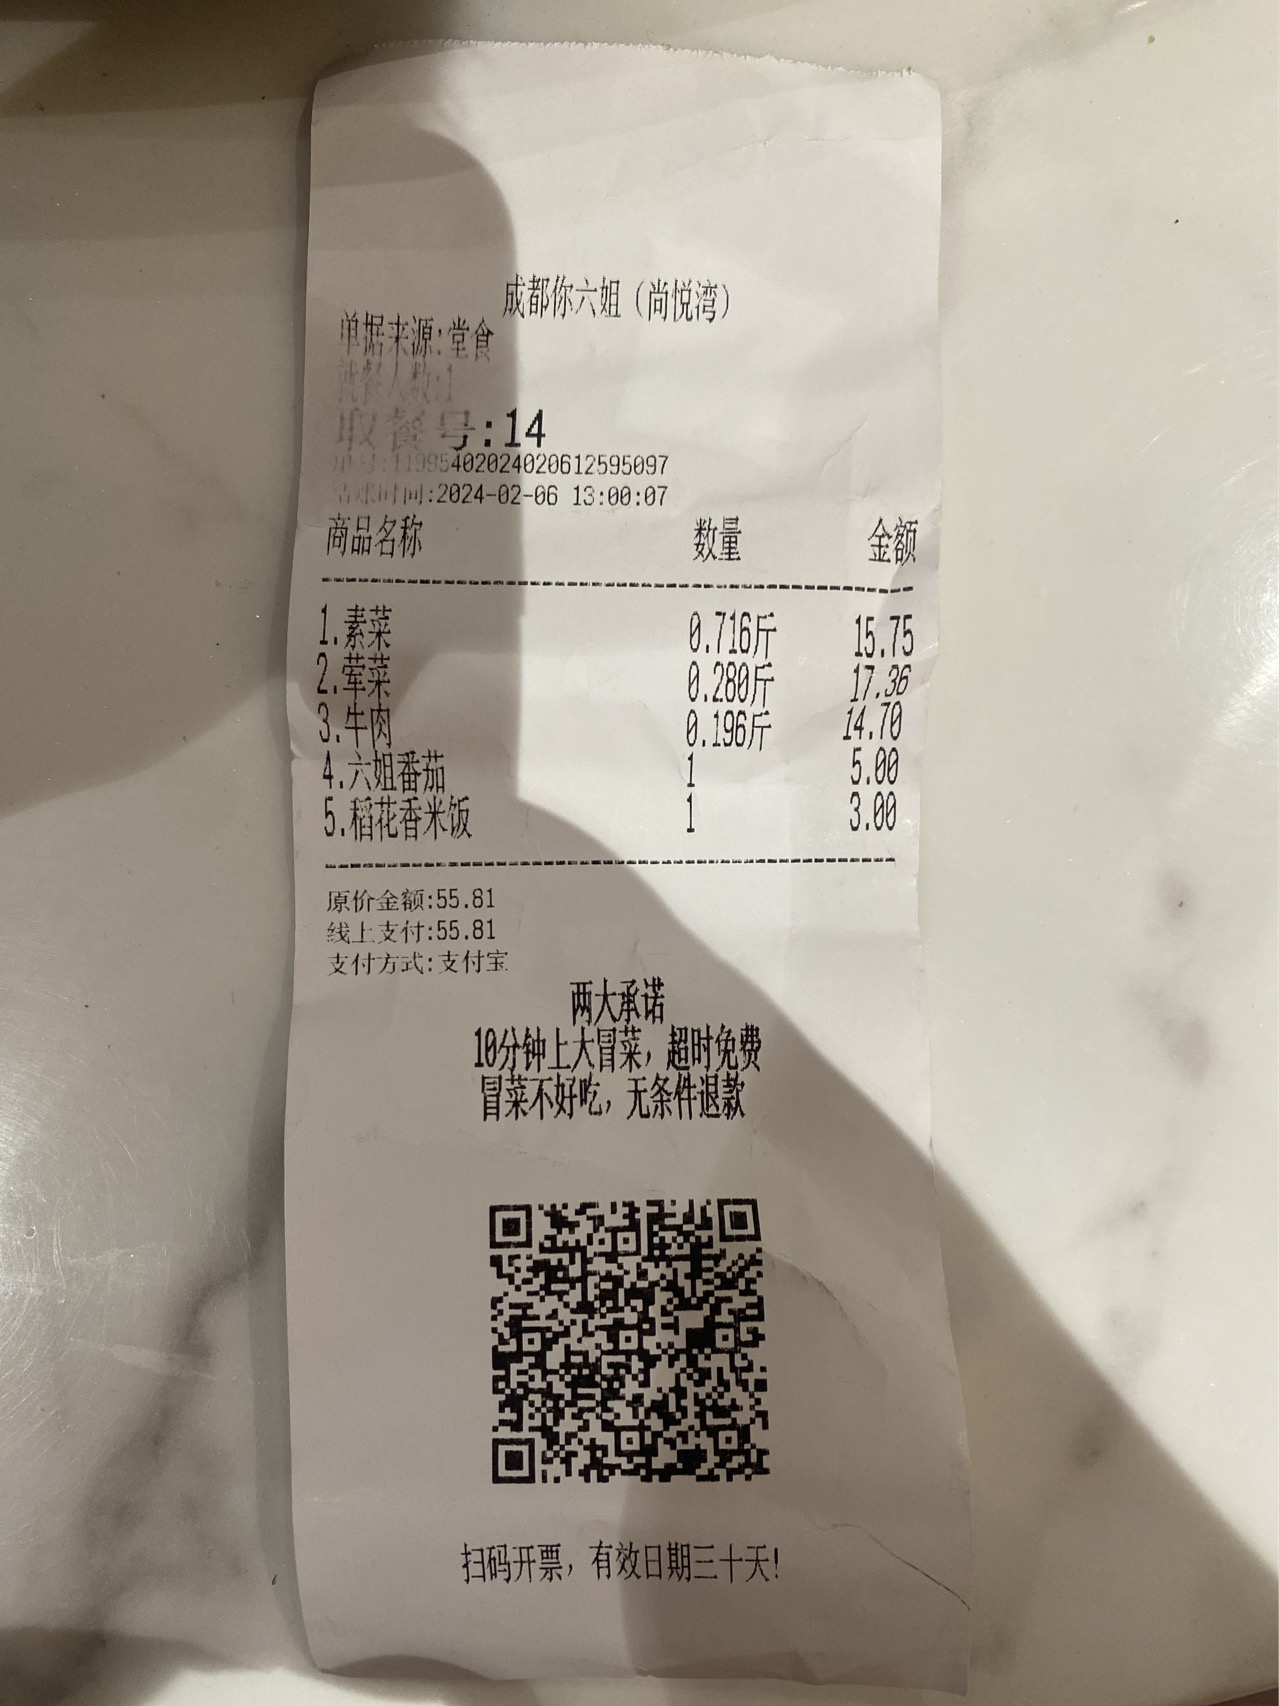 成都你六姐（尚悦湾）
单据来源:堂食
就餐人数:1
取餐号:14
单号:11995402024020612595097
结账时间:2024-02-06 13:00:07
商品名称 数量 金额
1.素菜 0.716斤 15.75
2.荤菜 0.280斤 17.36
3.牛肉 0.196斤 14.70
4.六姐番茄 1 5.00
5.稻花香米饭 1 3.00
原价金额:55.81
线上支付:55.81
支付方式:支付宝
两大承诺
10分钟上大冒菜，超时免费
冒菜不好吃，无条件退款
扫码开票，有效日期三十天!